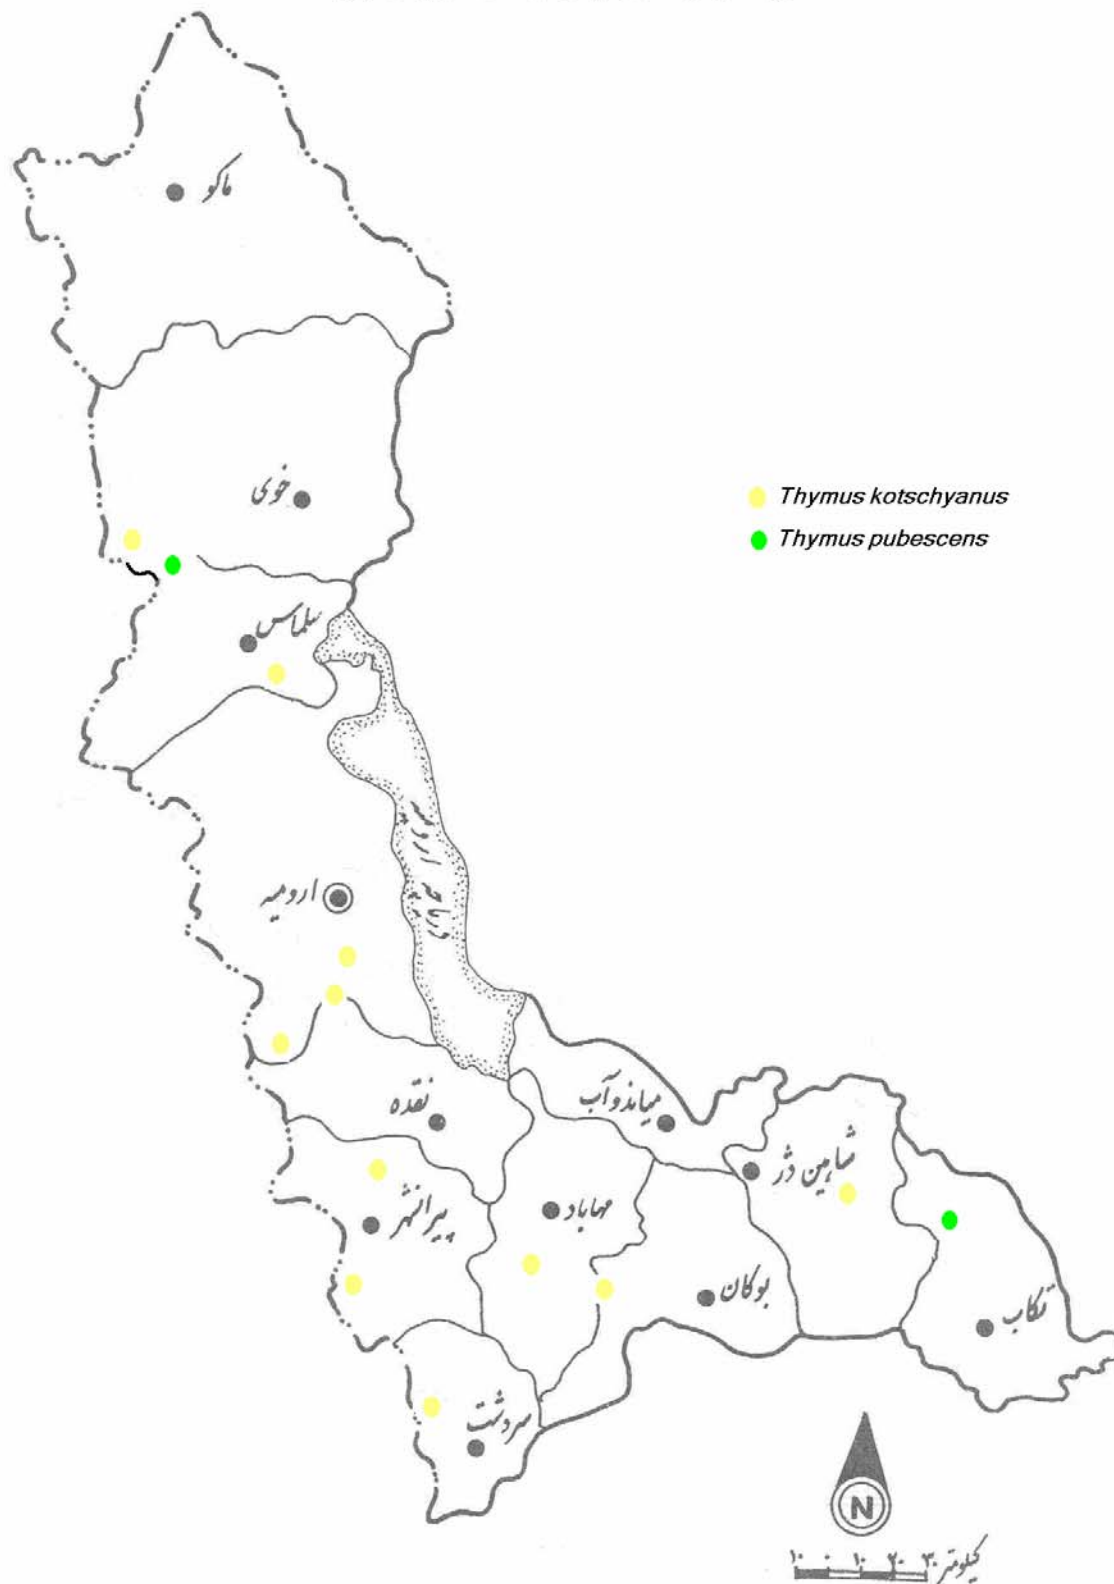 ماکو
خوی
Thymus kotschyanus
Thymus pubescens
سلماس
دریاچه ارومیه
ارومیه
نقده
میاندوآب
شاهین دژ
پیرانشهر
مهاباد
بوکان
تکاب
سردشت
N
۱۰ ۰ ۱۰ ۲۰ ۳۰ کیلومتر